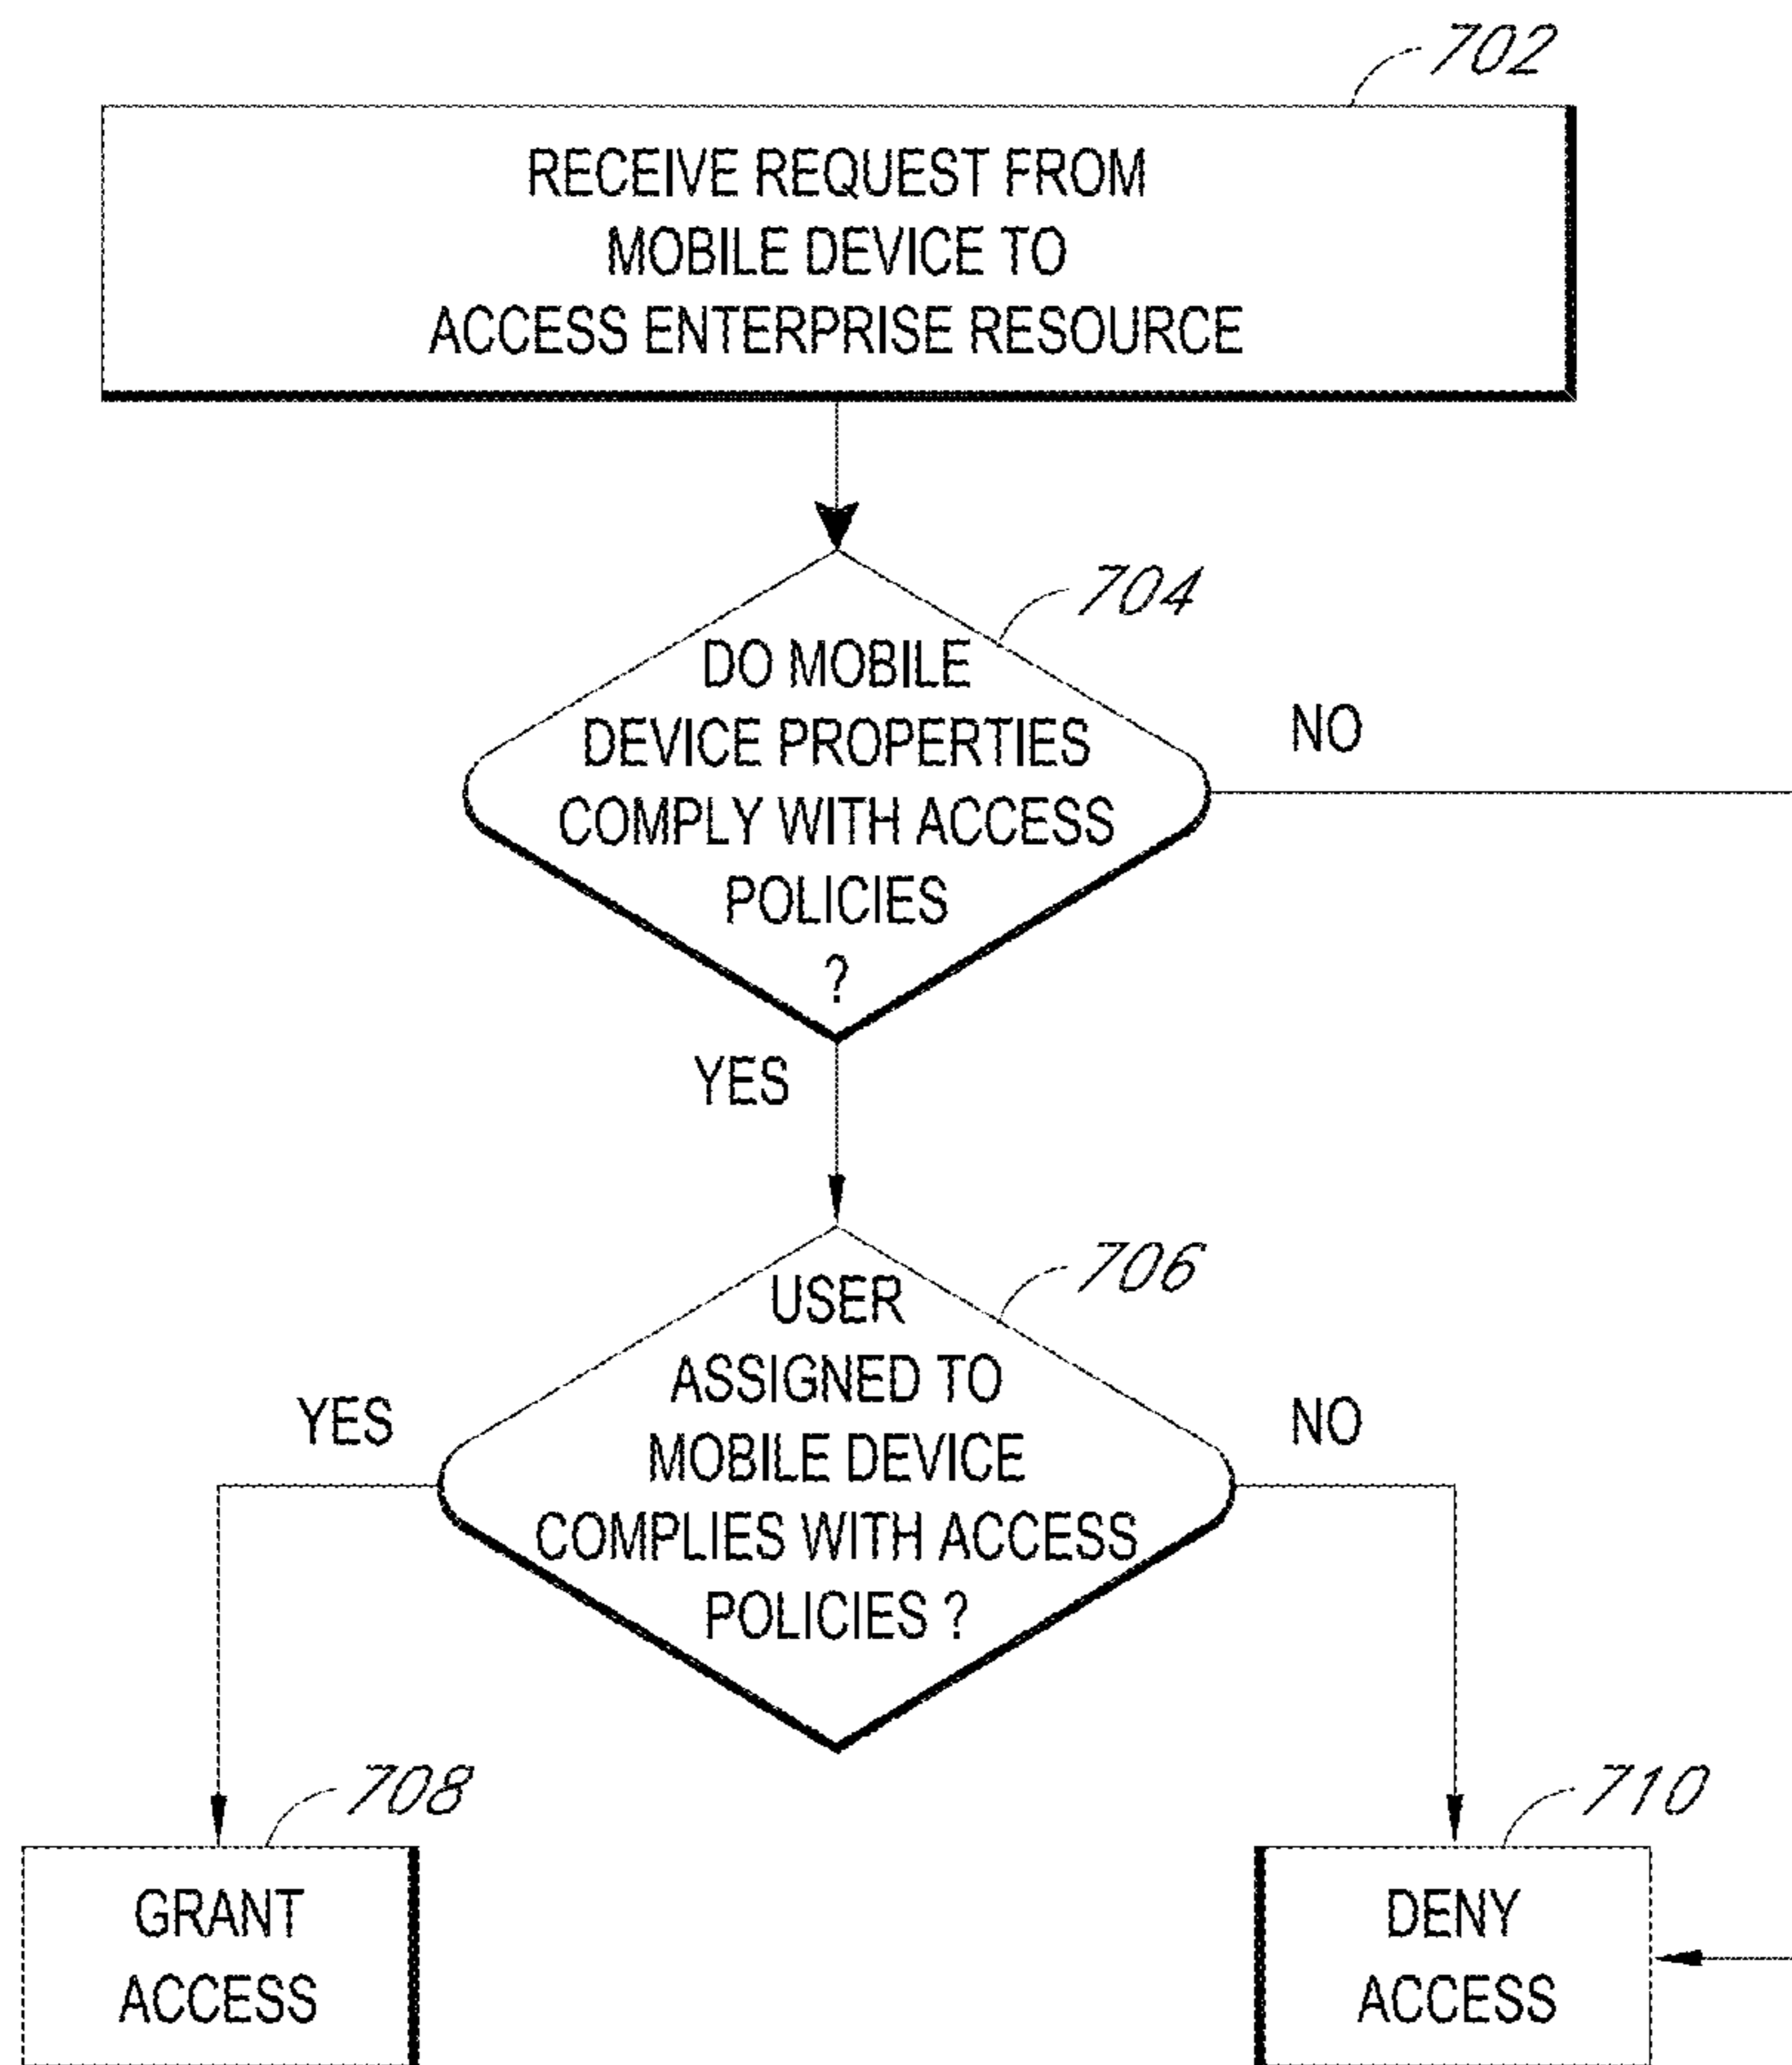 702
RECEIVE REQUEST FROM
MOBILE DEVICE TO
ACCESS ENTERPRISE RESOURCE
704
DO MOBILE
DEVICE PROPERTIES
COMPLY WITH ACCESS
POLICIES
?
NO
YES
706
USER
ASSIGNED TO
MOBILE DEVICE
COMPLIES WITH ACCESS
POLICIES ?
YES
NO
708
GRANT
ACCESS
710
DENY
ACCESS